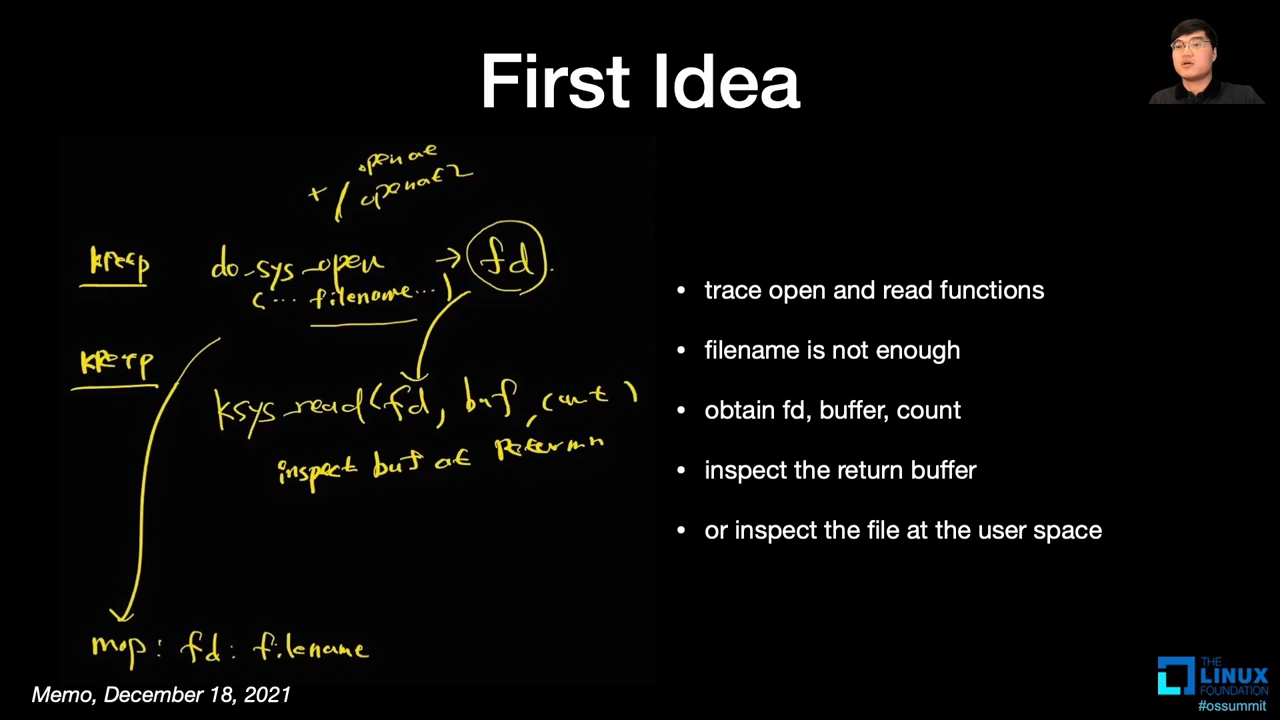 First Idea
+ / openat
openat2
do_sys_open → fd
(... filename ...)
ksys_read(fd, buf, count)
inspect buf at return
map: fd: filename
• trace open and read functions
• filename is not enough
• obtain fd, buffer, count
• inspect the return buffer
• or inspect the file at the user space
Memo, December 18, 2021
THE
LINUX
FOUNDATION
#ossummit